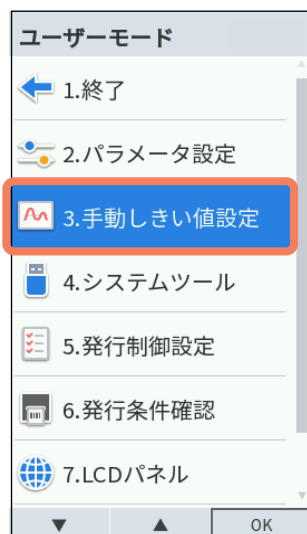 ユーザーモード
1.終了
2.パラメータ設定
3.手動しきい値設定
4.システムツール
5.発行制御設定
6.発行条件確認
7.LCDパネル
▼ ▲ OK